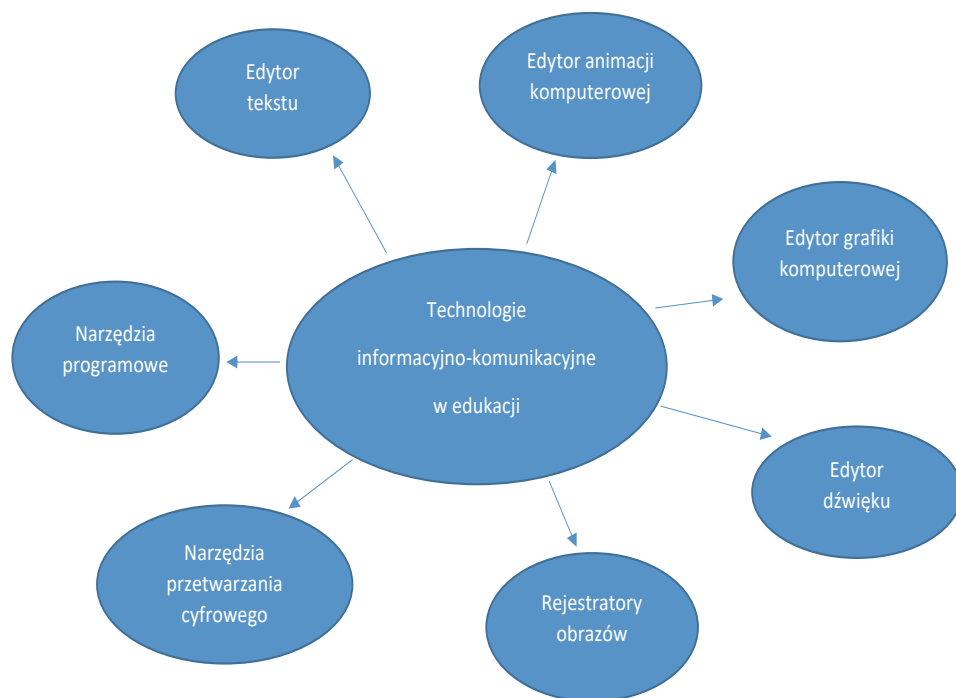 Edytor
tekstu
Edytor animacji
komputerowej
Edytor grafiki
komputerowej
Technologie
informacyjno-komunikacyjne
w edukacji
Narzędzia
programowe
Edytor
dźwięku
Narzędzia
przetwarzania
cyfrowego
Rejestratory
obrazów